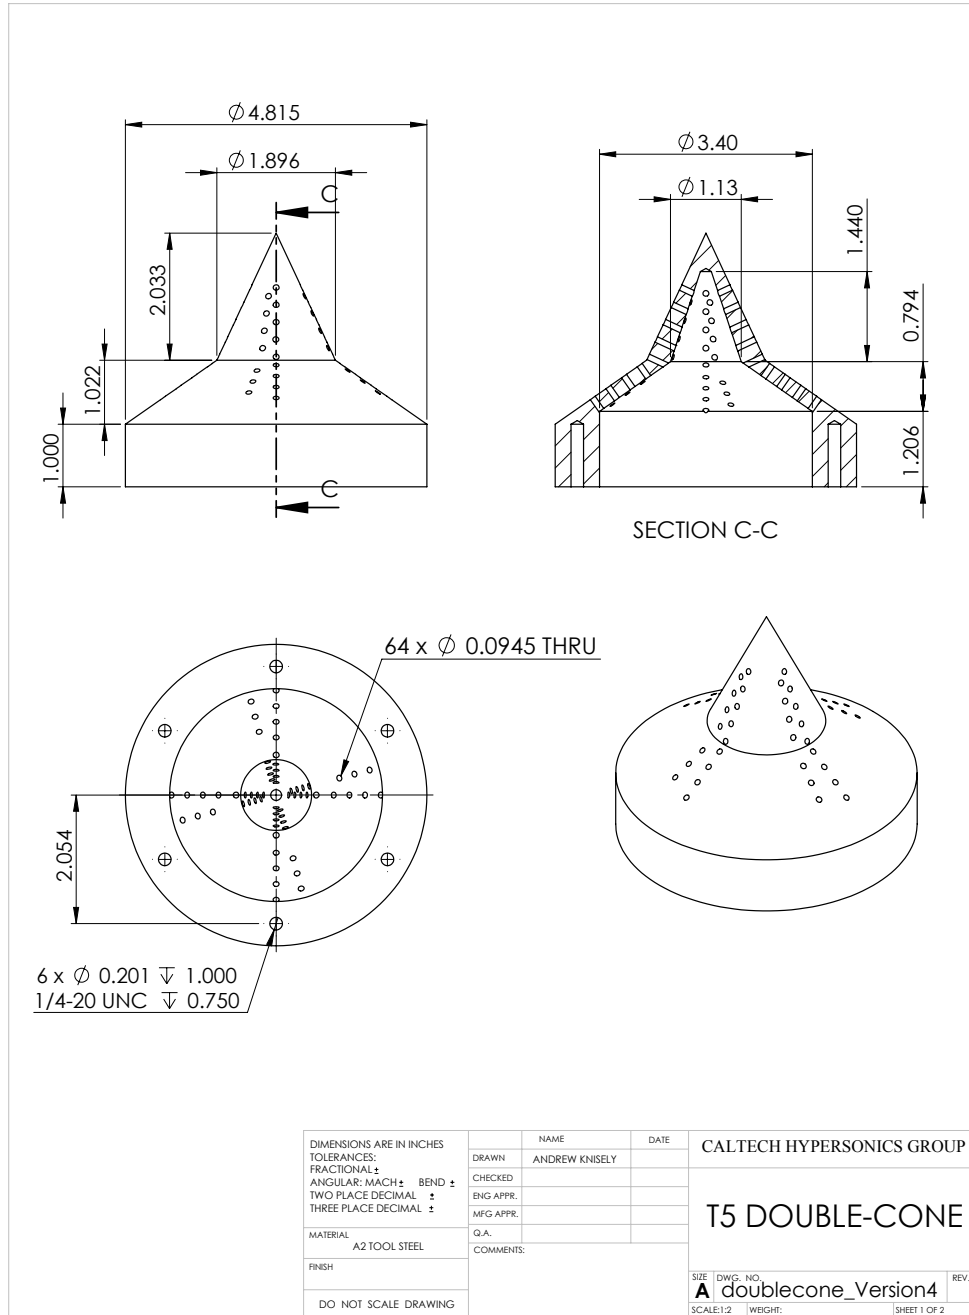 ∅ 4.815
∅ 1.896
C
2.033
1.022
1.000
C
∅ 3.40
∅ 1.13
1.440
0.794
1.206
SECTION C-C
64 x ∅ 0.0945 THRU
2.054
6 x ∅ 0.201 ↧ 1.000
1/4-20 UNC ↧ 0.750
DIMENSIONS ARE IN INCHES
TOLERANCES:
FRACTIONAL ±
ANGULAR: MACH ± BEND ±
TWO PLACE DECIMAL ±
THREE PLACE DECIMAL ±
MATERIAL
A2 TOOL STEEL
FINISH
DO NOT SCALE DRAWING
NAME DATE
DRAWN ANDREW KNISELY
CHECKED
ENG APPR.
MFG APPR.
Q.A.
COMMENTS:
CALTECH HYPERSONICS GROUP
T5 DOUBLE-CONE
SIZE DWG. NO. REV.
A doublecone_Version4
SCALE:1:2 WEIGHT: SHEET 1 OF 2